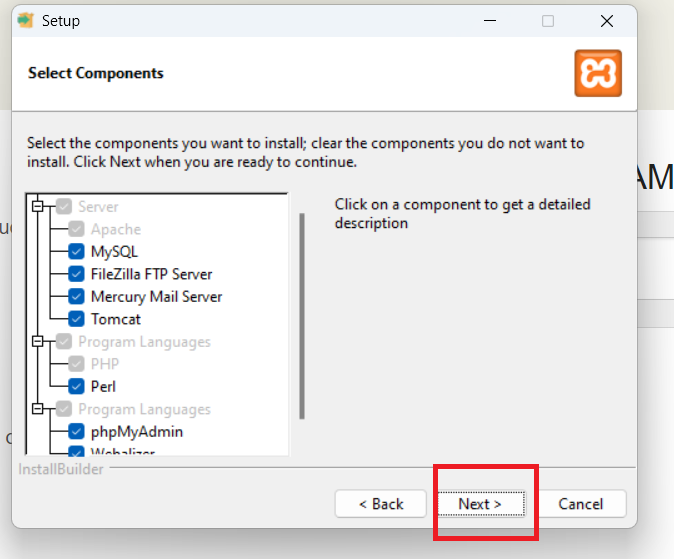 Setup
Select Components
Select the components you want to install; clear the components you do not want to
install. Click Next when you are ready to continue.
Server
Apache
MySQL
FileZilla FTP Server
Mercury Mail Server
Tomcat
Program Languages
PHP
Perl
Program Languages
phpMyAdmin
Webalizer
Click on a component to get a detailed
description
InstallBuilder
< Back
Next >
Cancel
AM